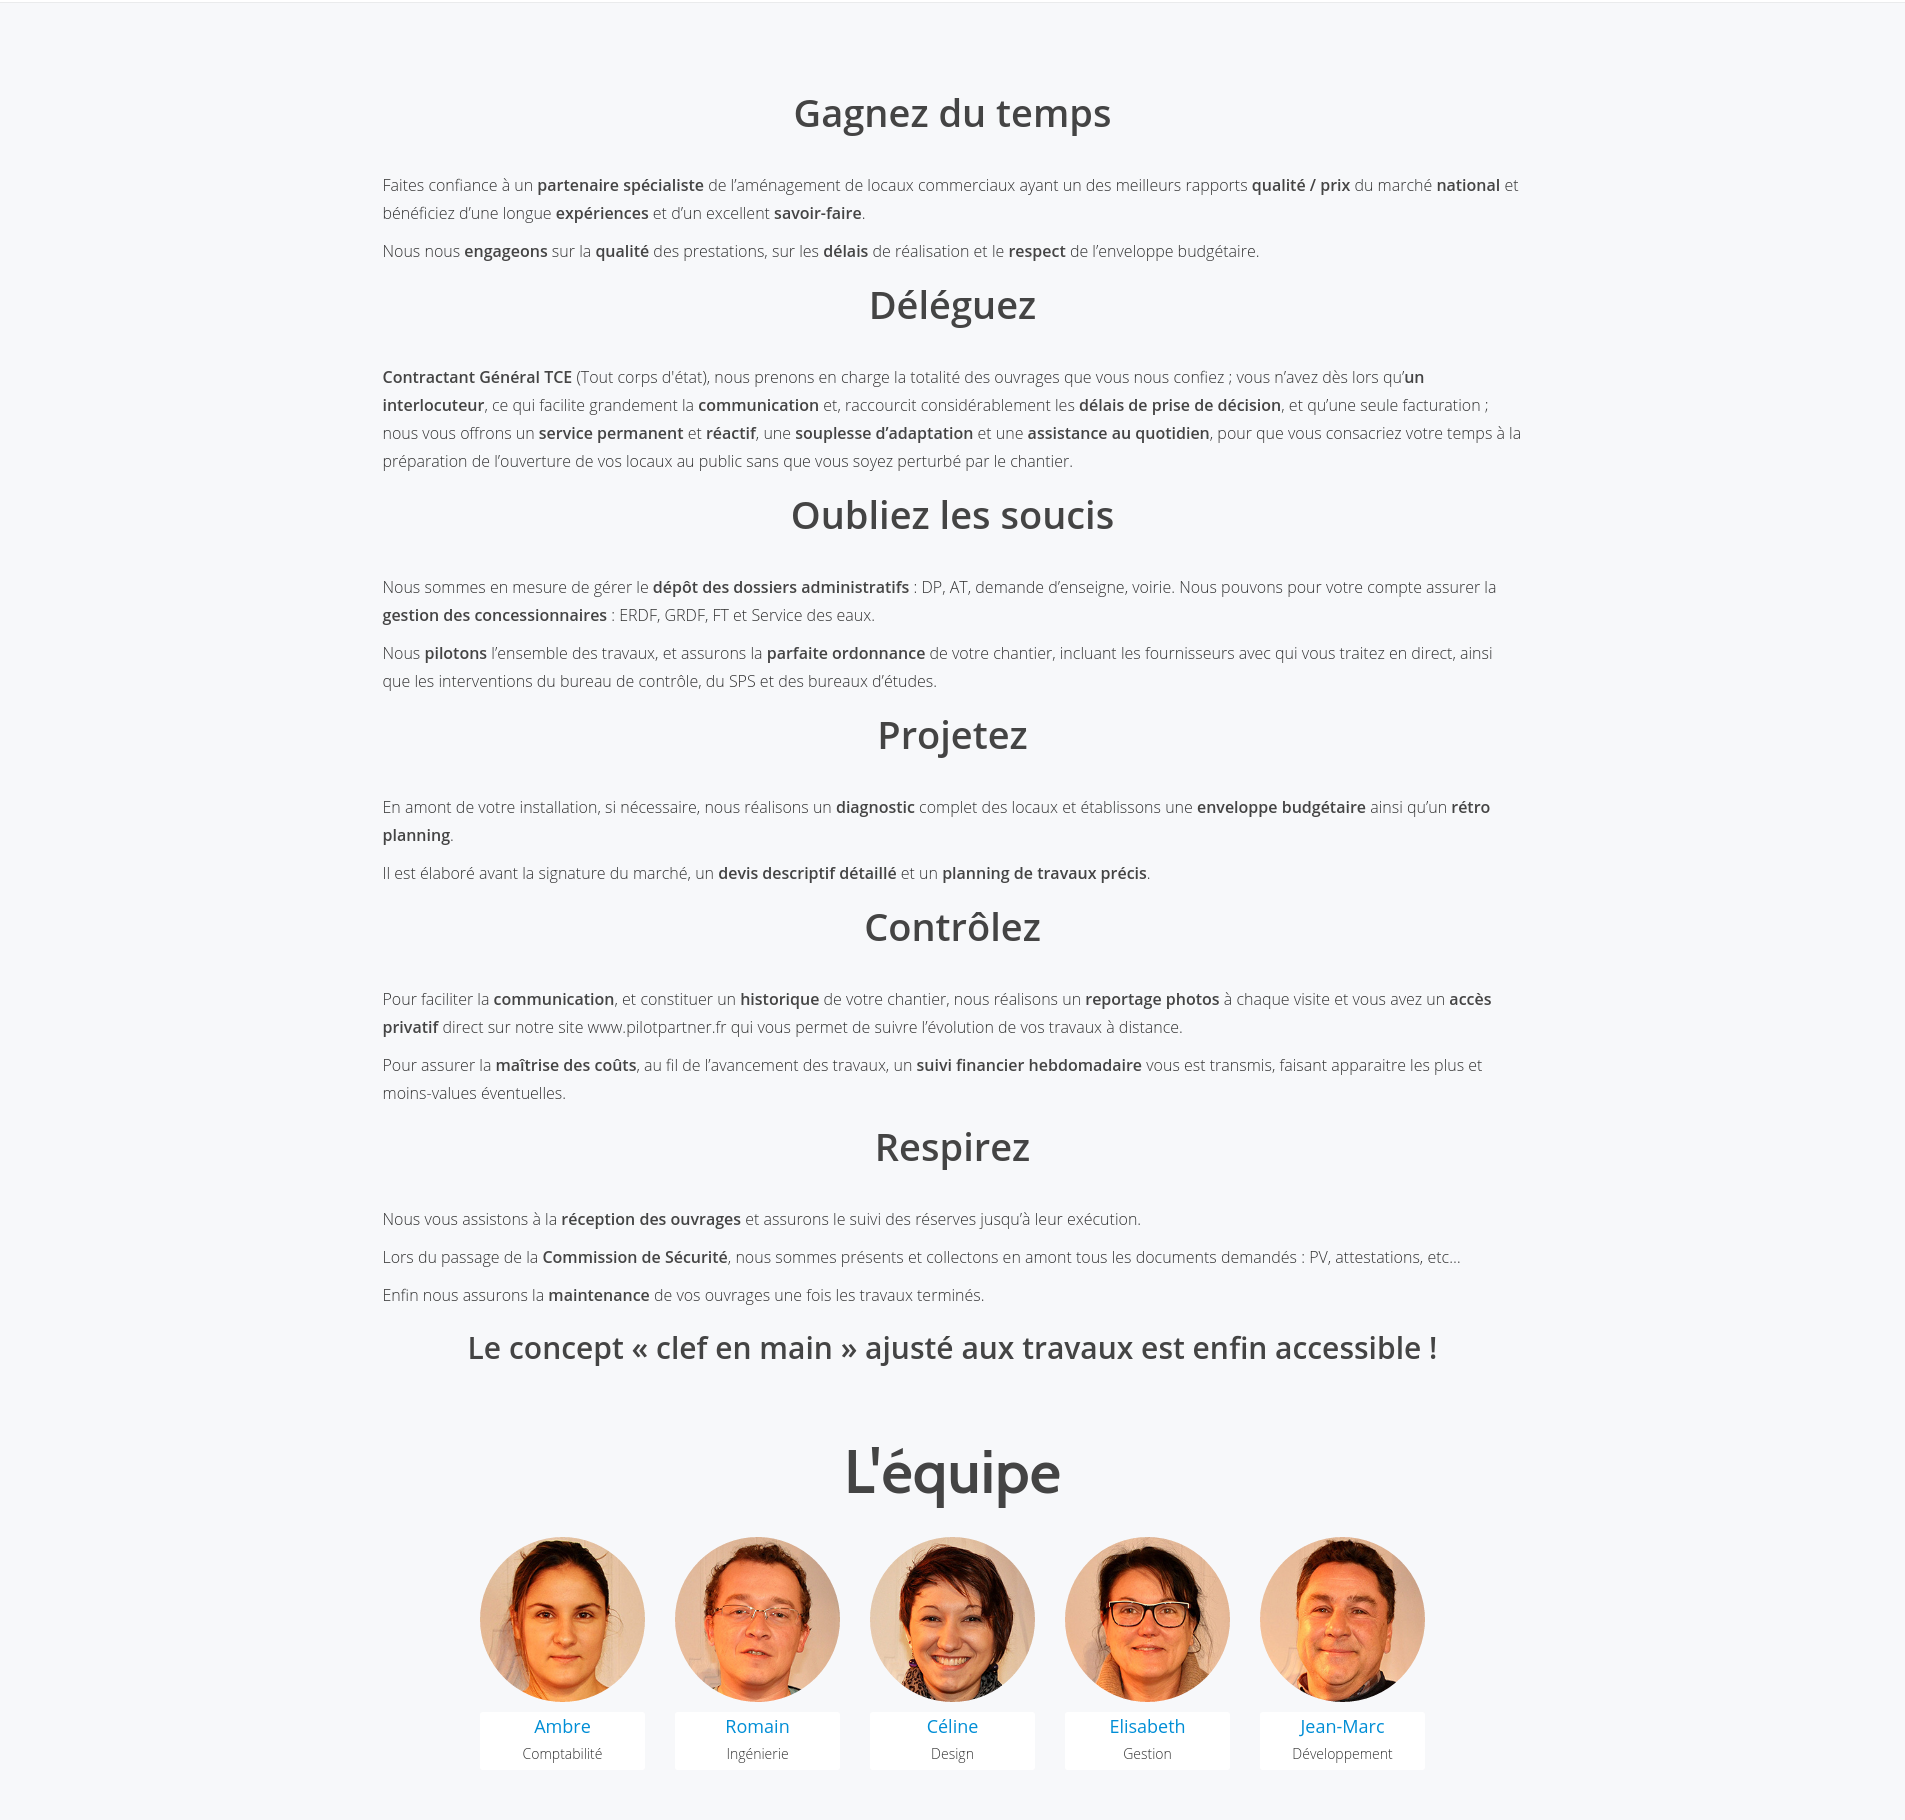 Gagnez du temps
Faites confiance à un partenaire spécialiste de l’aménagement de locaux commerciaux ayant un des meilleurs rapports qualité / prix du marché national et
bénéficiez d’une longue expériences et d’un excellent savoir-faire.
Nous nous engageons sur la qualité des prestations, sur les délais de réalisation et le respect de l’enveloppe budgétaire.
Déléguez
Contractant Général TCE (Tout corps d'état), nous prenons en charge la totalité des ouvrages que vous nous confiez ; vous n’avez dès lors qu’un
interlocuteur, ce qui facilite grandement la communication et, raccourcit considérablement les délais de prise de décision, et qu’une seule facturation ;
nous vous offrons un service permanent et réactif, une souplesse d’adaptation et une assistance au quotidien, pour que vous consacriez votre temps à la
préparation de l’ouverture de vos locaux au public sans que vous soyez perturbé par le chantier.
Oubliez les soucis
Nous sommes en mesure de gérer le dépôt des dossiers administratifs : DP, AT, demande d’enseigne, voirie. Nous pouvons pour votre compte assurer la
gestion des concessionnaires : ERDF, GRDF, FT et Service des eaux.
Nous pilotons l’ensemble des travaux, et assurons la parfaite ordonnance de votre chantier, incluant les fournisseurs avec qui vous traitez en direct, ainsi
que les interventions du bureau de contrôle, du SPS et des bureaux d’études.
Projetez
En amont de votre installation, si nécessaire, nous réalisons un diagnostic complet des locaux et établissons une enveloppe budgétaire ainsi qu’un rétro
planning.
Il est élaboré avant la signature du marché, un devis descriptif détaillé et un planning de travaux précis.
Contrôlez
Pour faciliter la communication, et constituer un historique de votre chantier, nous réalisons un reportage photos à chaque visite et vous avez un accès
privatif direct sur notre site www.pilotpartner.fr qui vous permet de suivre l’évolution de vos travaux à distance.
Pour assurer la maîtrise des coûts, au fil de l’avancement des travaux, un suivi financier hebdomadaire vous est transmis, faisant apparaitre les plus et
moins-values éventuelles.
Respirez
Nous vous assistons à la réception des ouvrages et assurons le suivi des réserves jusqu’à leur exécution.
Lors du passage de la Commission de Sécurité, nous sommes présents et collectons en amont tous les documents demandés : PV, attestations, etc…
Enfin nous assurons la maintenance de vos ouvrages une fois les travaux terminés.
Le concept « clef en main » ajusté aux travaux est enfin accessible !
L'équipe
Ambre
Comptabilité
Romain
Ingénierie
Céline
Design
Elisabeth
Gestion
Jean-Marc
Développement